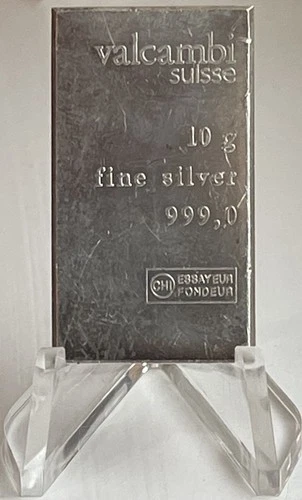 valcambi
suisse
10 g
fine silver
999,0
CHI ESSAYEUR
FONDEUR